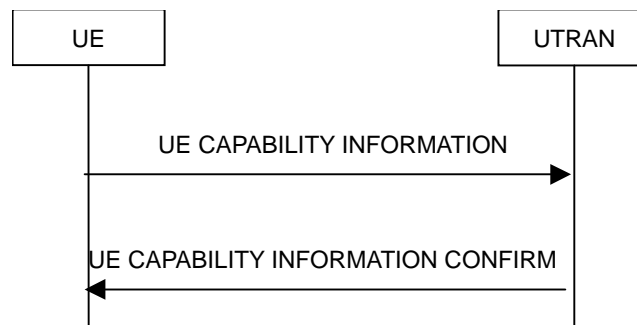 UE
UTRAN
UE CAPABILITY INFORMATION
UE CAPABILITY INFORMATION CONFIRM